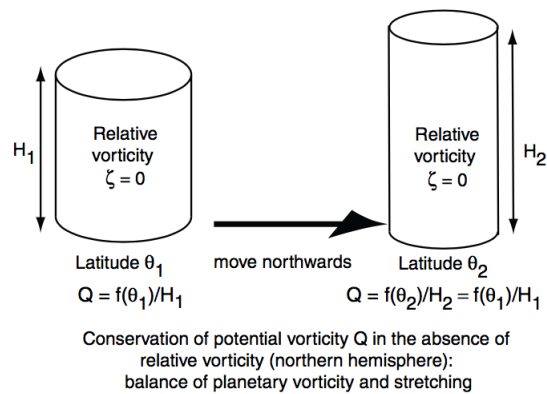 H₁
Relative
vorticity
ζ = 0
Relative
vorticity
ζ = 0
H₂
Latitude θ₁
move northwards
Latitude θ₂
Q = f(θ₁)/H₁
Q = f(θ₂)/H₂ = f(θ₁)/H₁
Conservation of potential vorticity Q in the absence of
relative vorticity (northern hemisphere):
balance of planetary vorticity and stretching